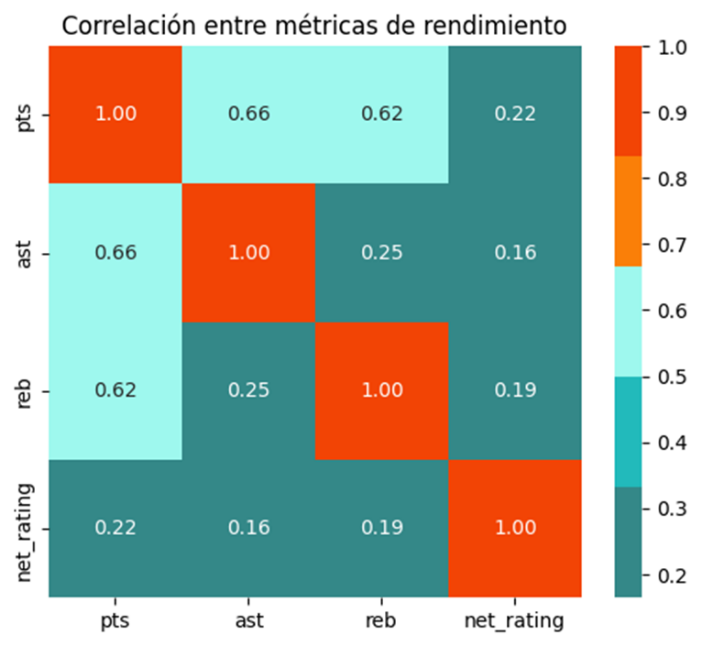 Correlación entre métricas de rendimiento
pts
1.00
0.66
0.62
0.22
ast
0.66
1.00
0.25
0.16
reb
0.62
0.25
1.00
0.19
net_rating
0.22
0.16
0.19
1.00
pts
ast
reb
net_rating
1.0
0.9
0.8
0.7
0.6
0.5
0.4
0.3
0.2